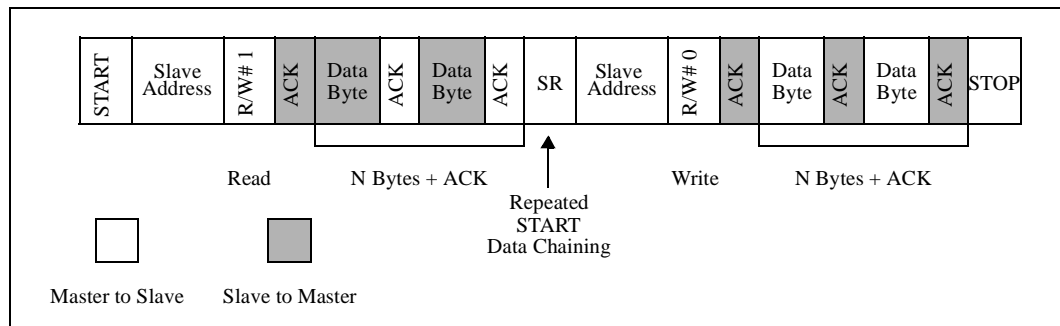 START
Slave
Address
R/W# 1
ACK
Data
Byte
ACK
Data
Byte
ACK
SR
Slave
Address
R/W# 0
ACK
Data
Byte
ACK
Data
Byte
ACK
STOP
Read
N Bytes + ACK
Repeated
START
Data Chaining
Write
N Bytes + ACK
Master to Slave
Slave to Master